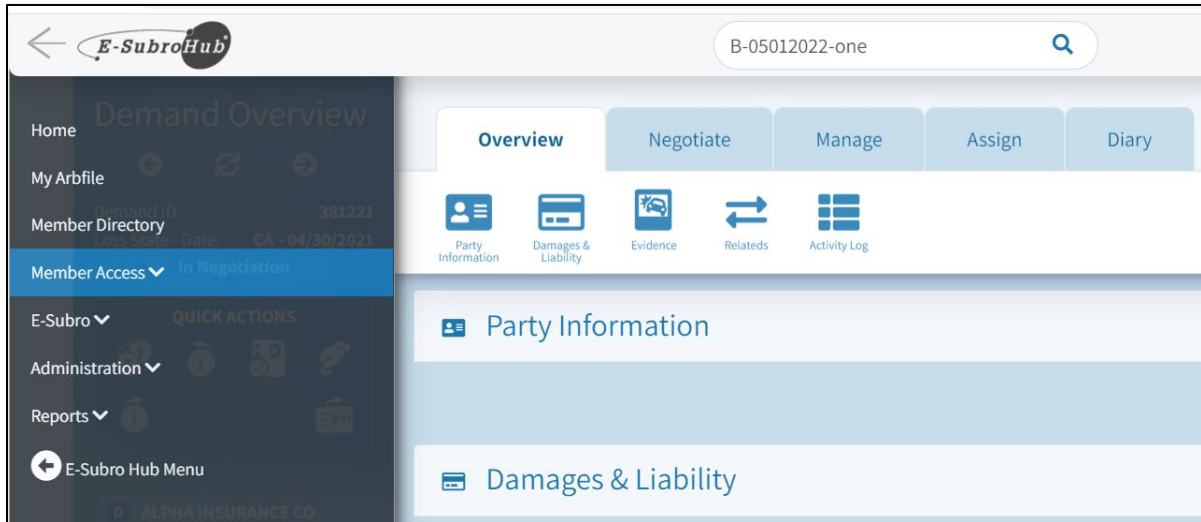 E-SubroHub
B-05012022-one
Home
My Arbfile
Member Directory
Member Access
E-Subro
Administration
Reports
E-Subro Hub Menu
Demand Overview
Demand ID: 381221
Loss State - Date: CA - 04/30/2021
In Negotiation
QUICK ACTIONS
D ALPHA INSURANCE CO
Overview Negotiate Manage Assign Diary
Party Information
Damages & Liability
Evidence
Relateds
Activity Log
Party Information
Damages & Liability